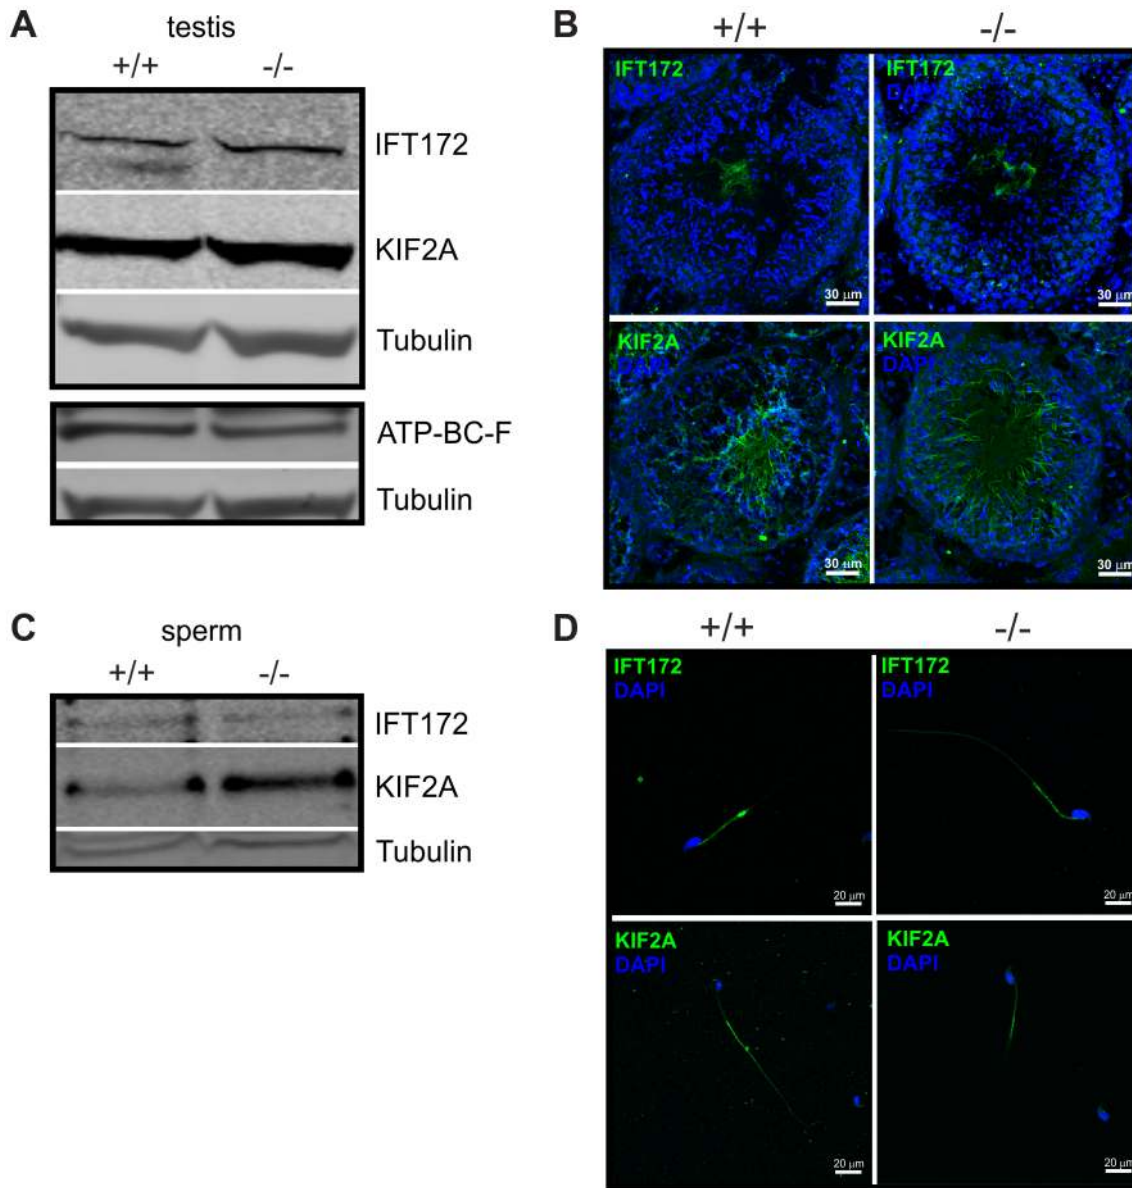 A
testis
+/+ -/-
IFT172
KIF2A
Tubulin
ATP-BC-F
Tubulin
B
+/+ -/-
IFT172
IFT172
DAPI
30 µm
30 µm
KIF2A
DAPI
KIF2A
DAPI
30 µm
30 µm
C
sperm
+/+ -/-
IFT172
KIF2A
Tubulin
D
+/+ -/-
IFT172
DAPI
IFT172
DAPI
20 µm
20 µm
KIF2A
DAPI
KIF2A
DAPI
20 µm
20 µm